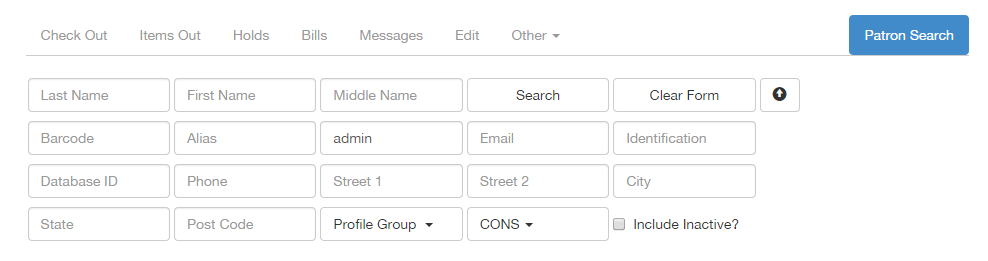 Check Out Items Out Holds Bills Messages Edit Other Patron Search
Last Name First Name Middle Name Search Clear Form
Barcode Alias admin Email Identification
Database ID Phone Street 1 Street 2 City
State Post Code Profile Group CONS Include Inactive?